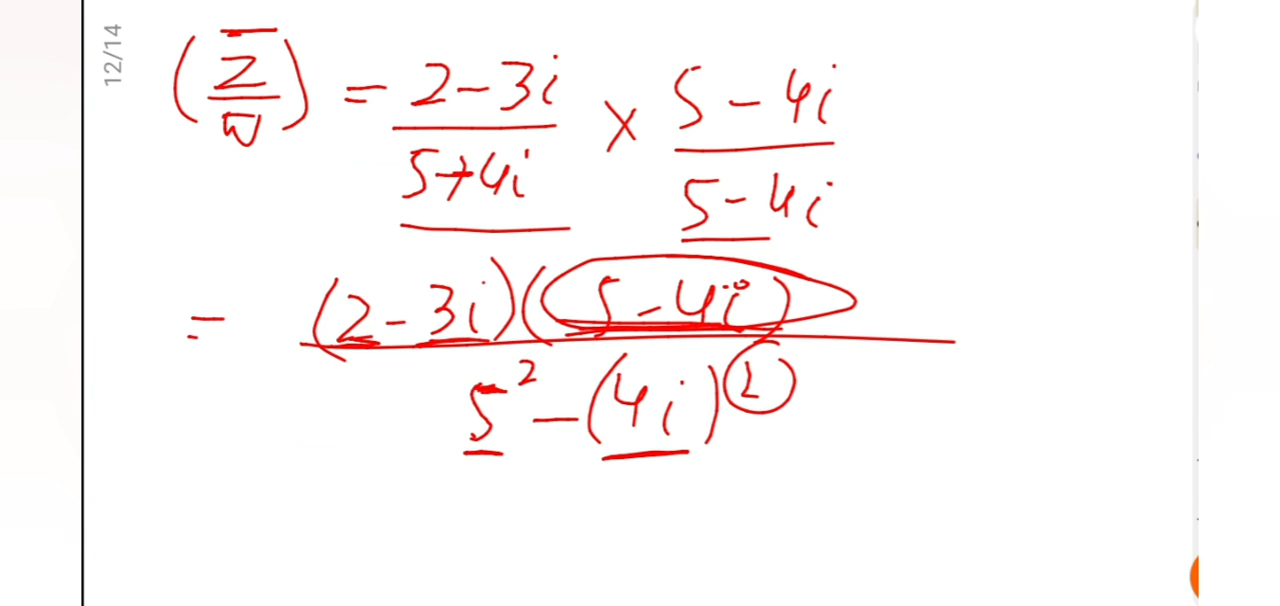 12/14
(z̅/w) = (2-3i)/(5+4i) × (5-4i)/(5-4i)
= (2-3i)(5-4i)/(5²-(4i)²)